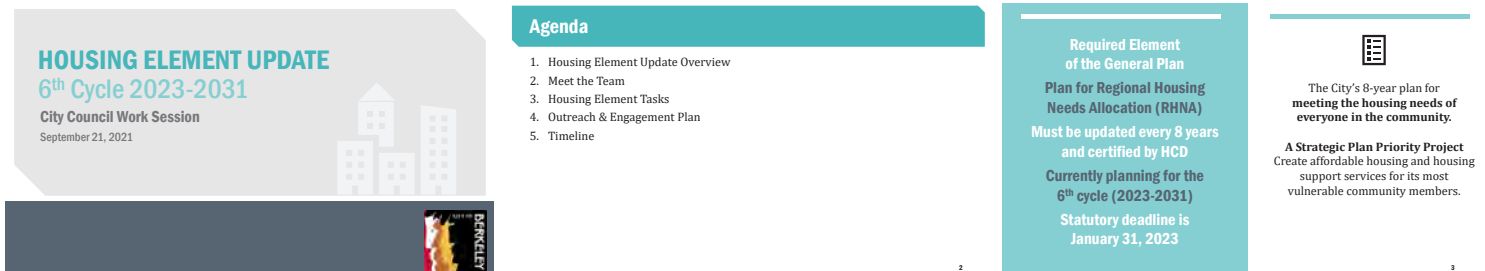 HOUSING ELEMENT UPDATE
6th Cycle 2023-2031
City Council Work Session
September 21, 2021
BERKELEY
Agenda
1. Housing Element Update Overview
2. Meet the Team
3. Housing Element Tasks
4. Outreach & Engagement Plan
5. Timeline
2
Required Element
of the General Plan
Plan for Regional Housing
Needs Allocation (RHNA)
Must be updated every 8 years
and certified by HCD
Currently planning for the
6th cycle (2023-2031)
Statutory deadline is
January 31, 2023
The City's 8-year plan for
meeting the housing needs of
everyone in the community.
A Strategic Plan Priority Project
Create affordable housing and housing
support services for its most
vulnerable community members.
3